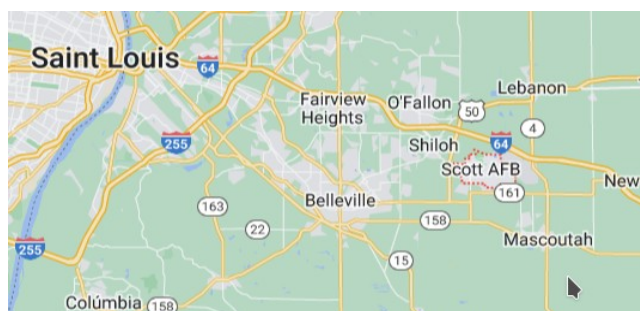 Saint Louis
64
Lebanon
Fairview
Heights
O'Fallon
50
4
255
Shiloh
64
Scott AFB
New
161
Belleville
163
158
22
Mascoutah
255
15
Colúmbia
158